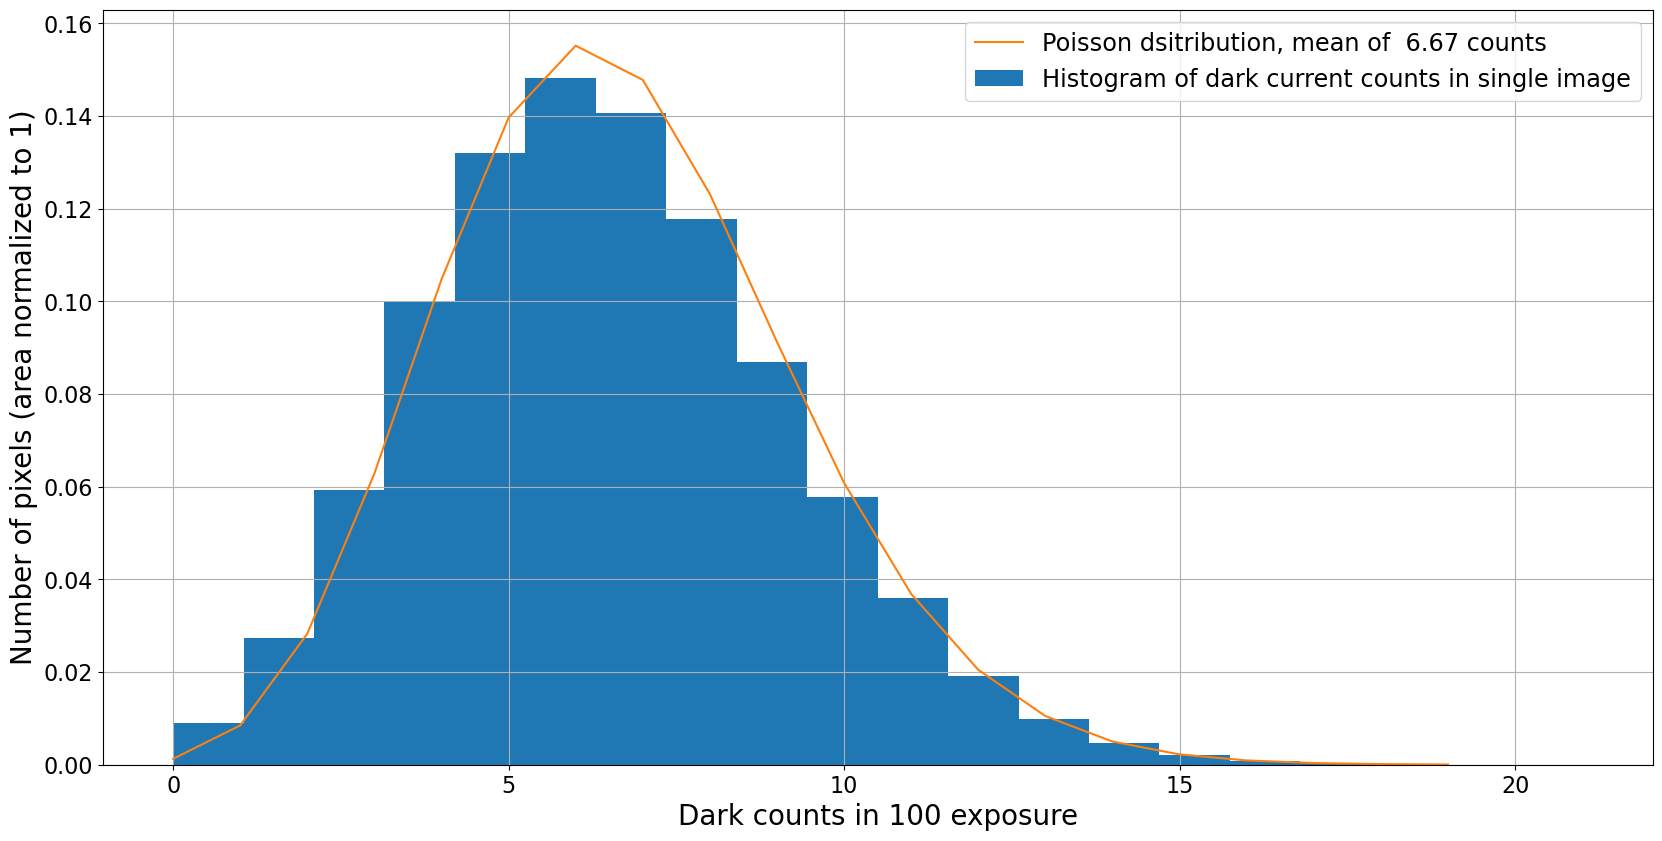 Poisson dsitribution, mean of  6.67 counts
Histogram of dark current counts in single image
Number of pixels (area normalized to 1)
0.16
0.14
0.12
0.10
0.08
0.06
0.04
0.02
0.00
0 5 10 15 20
Dark counts in 100 exposure